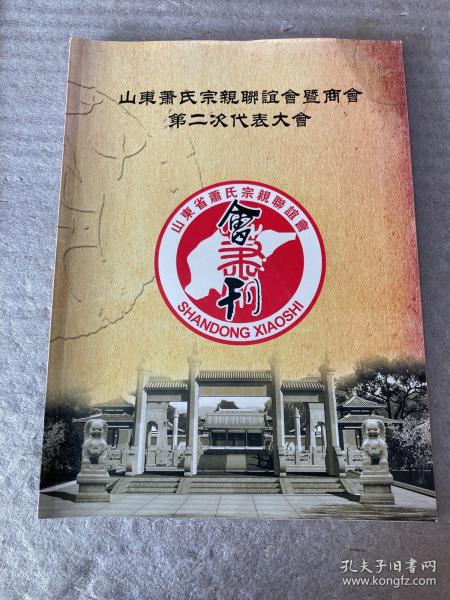 山東蕭氏宗親聯誼會暨商會
第二次代表大會
山東省蕭氏宗親聯誼會
會刊
SHANDONG XIAOSHI
孔夫子旧书网
www.kongfz.com